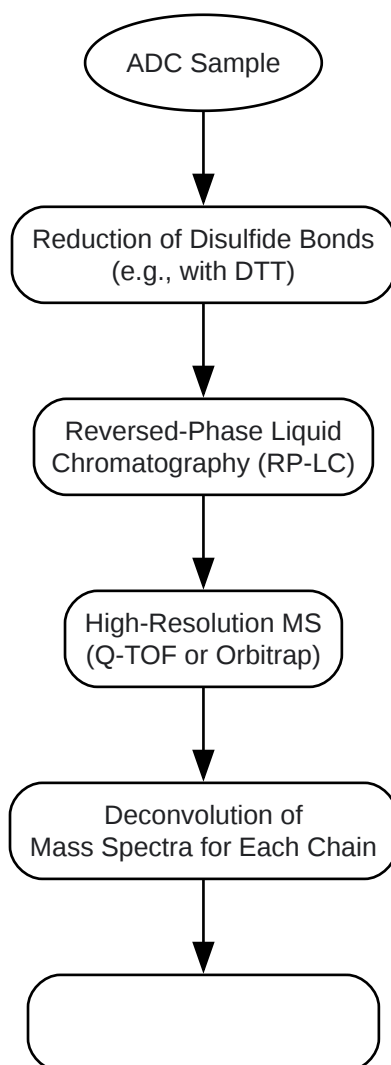 ADC Sample
Reduction of Disulfide Bonds
(e.g., with DTT)
Reversed-Phase Liquid
Chromatography (RP-LC)
High-Resolution MS
(Q-TOF or Orbitrap)
Deconvolution of
Mass Spectra for Each Chain